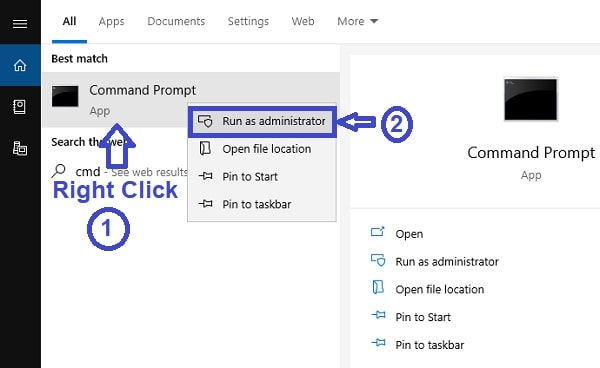 All Apps Documents Settings Web More
Best match
Command Prompt
App
Run as administrator
2
Open file location
Search the we
cmd - See web results
Pin to Start
Right Click
Pin to taskbar
1
Command Prompt
App
Open
Run as administrator
Open file location
Pin to Start
Pin to taskbar